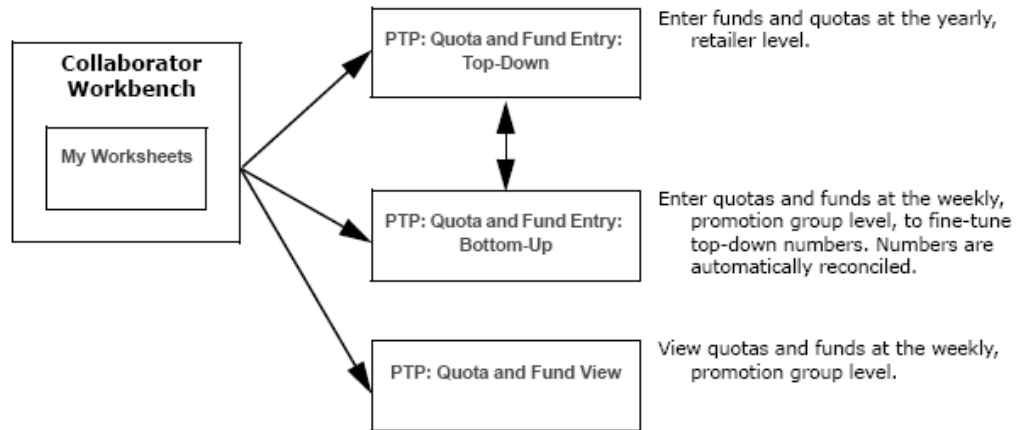 Collaborator
Workbench
My Worksheets
PTP: Quota and Fund Entry:
Top-Down
Enter funds and quotas at the yearly,
retailer level.
PTP: Quota and Fund Entry:
Bottom-Up
Enter quotas and funds at the weekly,
promotion group level, to fine-tune
top-down numbers. Numbers are
automatically reconciled.
PTP: Quota and Fund View
View quotas and funds at the weekly,
promotion group level.